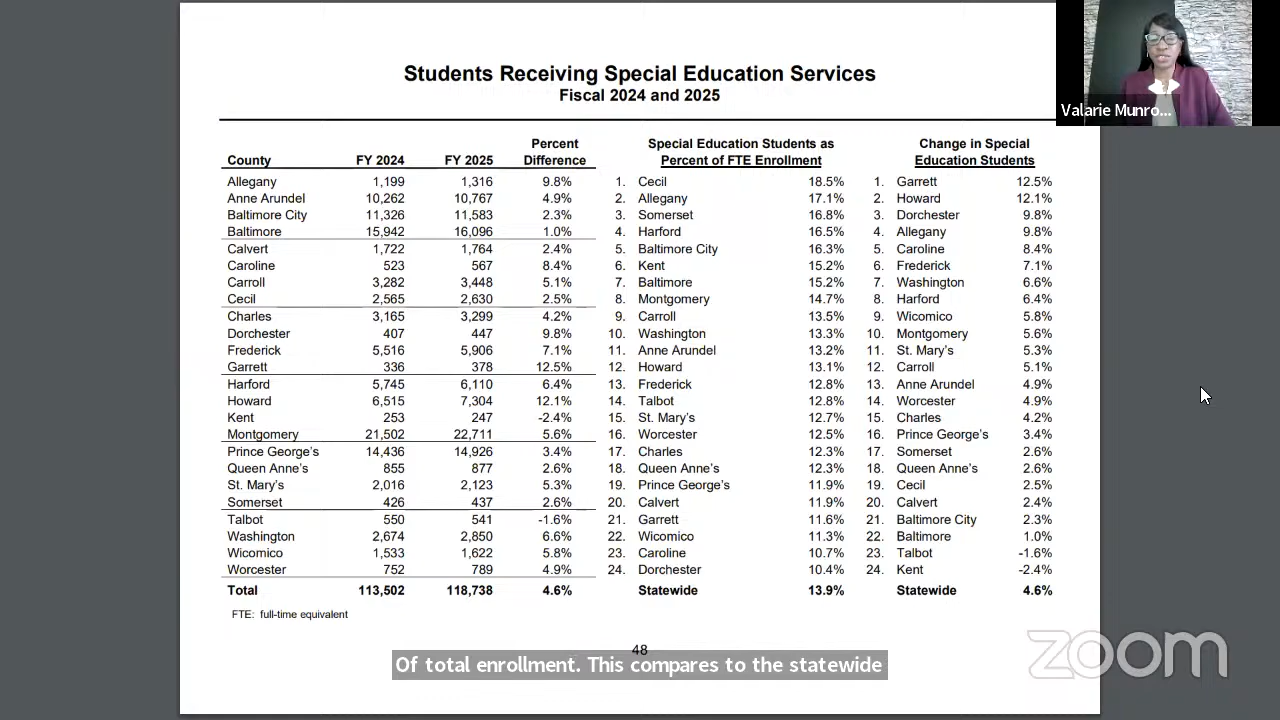 Students Receiving Special Education Services
Fiscal 2024 and 2025
Valarie Munro...
Percent Special Education Students as Change in Special
County FY 2024 FY 2025 Difference Percent of FTE Enrollment Education Students
Allegany 1,199 1,316 9.8% 1. Cecil 18.5% 1. Garrett 12.5%
Anne Arundel 10,262 10,767 4.9% 2. Allegany 17.1% 2. Howard 12.1%
Baltimore City 11,326 11,583 2.3% 3. Somerset 16.8% 3. Dorchester 9.8%
Baltimore 15,942 16,096 1.0% 4. Harford 16.5% 4. Allegany 9.8%
Calvert 1,722 1,764 2.4% 5. Baltimore City 16.3% 5. Caroline 8.4%
Caroline 523 567 8.4% 6. Kent 15.2% 6. Frederick 7.1%
Carroll 3,282 3,448 5.1% 7. Baltimore 15.2% 7. Washington 6.6%
Cecil 2,565 2,630 2.5% 8. Montgomery 14.7% 8. Harford 6.4%
Charles 3,165 3,299 4.2% 9. Carroll 13.5% 9. Wicomico 5.8%
Dorchester 407 447 9.8% 10. Washington 13.3% 10. Montgomery 5.6%
Frederick 5,516 5,906 7.1% 11. Anne Arundel 13.2% 11. St. Mary's 5.3%
Garrett 336 378 12.5% 12. Howard 13.1% 12. Carroll 5.1%
Harford 5,745 6,110 6.4% 13. Frederick 12.8% 13. Anne Arundel 4.9%
Howard 6,515 7,304 12.1% 14. Talbot 12.8% 14. Worcester 4.9%
Kent 253 247 -2.4% 15. St. Mary's 12.7% 15. Charles 4.2%
Montgomery 21,502 22,711 5.6% 16. Worcester 12.5% 16. Prince George's 3.4%
Prince George's 14,436 14,926 3.4% 17. Charles 12.3% 17. Somerset 2.6%
Queen Anne's 855 877 2.6% 18. Queen Anne's 12.3% 18. Queen Anne's 2.6%
St. Mary's 2,016 2,123 5.3% 19. Prince George's 11.9% 19. Cecil 2.5%
Somerset 426 437 2.6% 20. Calvert 11.9% 20. Calvert 2.4%
Talbot 550 541 -1.6% 21. Garrett 11.6% 21. Baltimore City 2.3%
Washington 2,674 2,850 6.6% 22. Wicomico 11.3% 22. Baltimore 1.0%
Wicomico 1,533 1,622 5.8% 23. Caroline 10.7% 23. Talbot -1.6%
Worcester 752 789 4.9% 24. Dorchester 10.4% 24. Kent -2.4%
Total 113,502 118,738 4.6% Statewide 13.9% Statewide 4.6%
FTE: full-time equivalent
48
Of total enrollment. This compares to the statewide
zoom